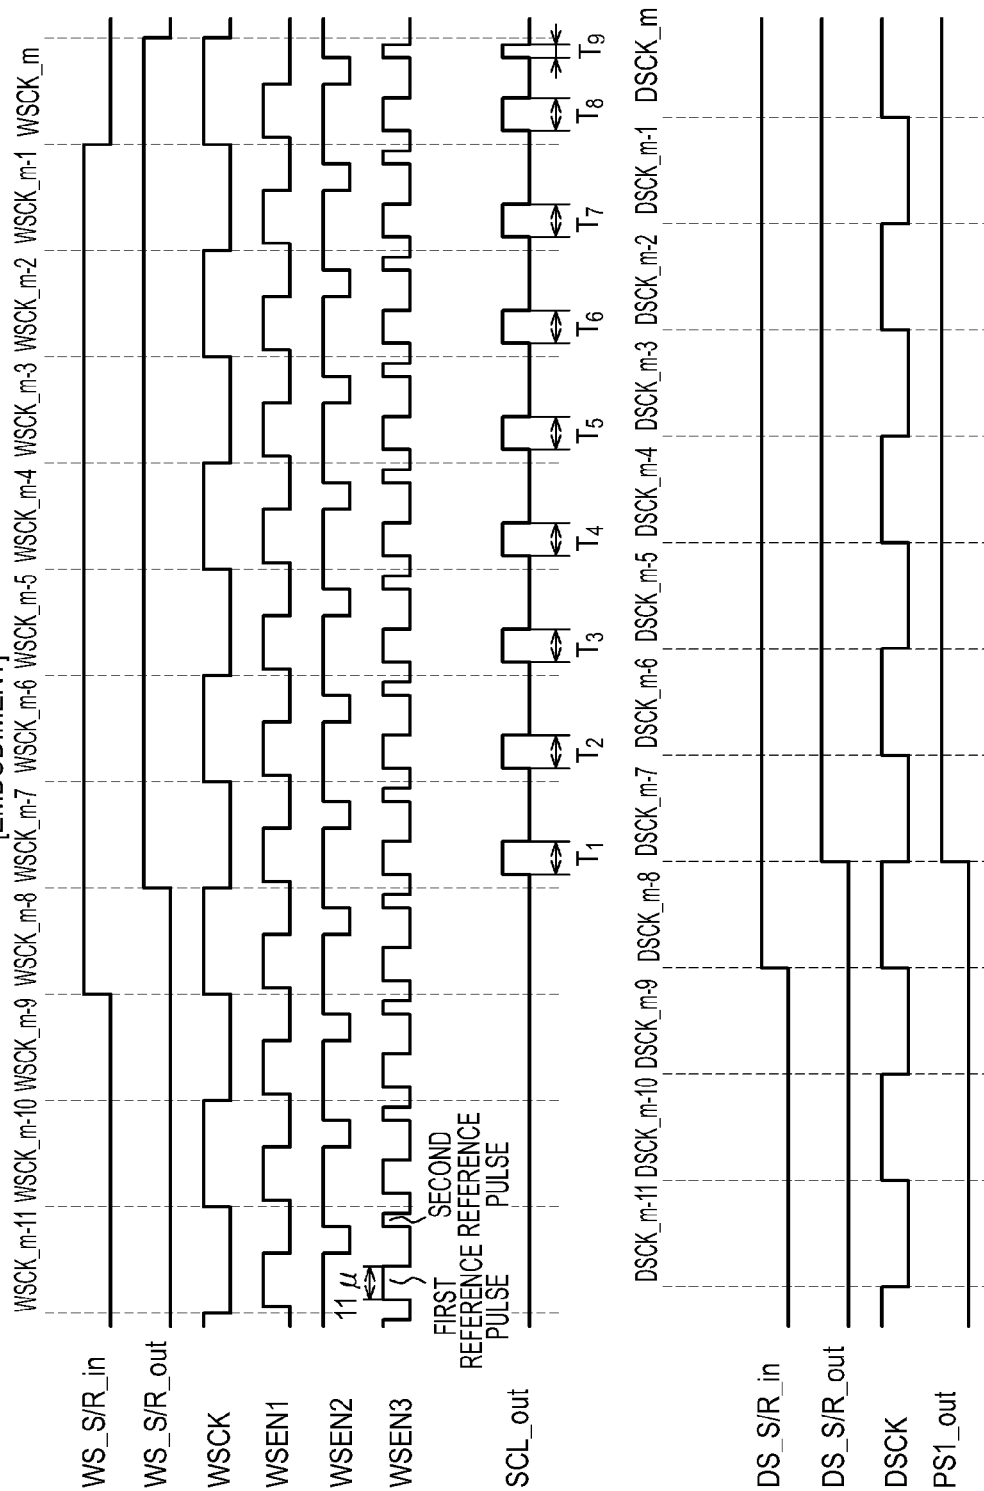 [EMBODIMENT]
WSCK_m-11 WSCK_m-10 WSCK_m-9 WSCK_m-8 WSCK_m-7 WSCK_m-6 WSCK_m-5 WSCK_m-4 WSCK_m-3 WSCK_m-2 WSCK_m-1 WSCK_m
WS_S/R_in
WS_S/R_out
WSCK
WSEN1
WSEN2
11 μ
WSEN3
FIRST
REFERENCE
PULSE
SECOND
REFERENCE
PULSE
SCL_out
T1 T2 T3 T4 T5 T6 T7 T8 T9
DSCK_m-11 DSCK_m-10 DSCK_m-9 DSCK_m-8 DSCK_m-7 DSCK_m-6 DSCK_m-5 DSCK_m-4 DSCK_m-3 DSCK_m-2 DSCK_m-1 DSCK_m
DS_S/R_in
DS_S/R_out
DSCK
PS1_out